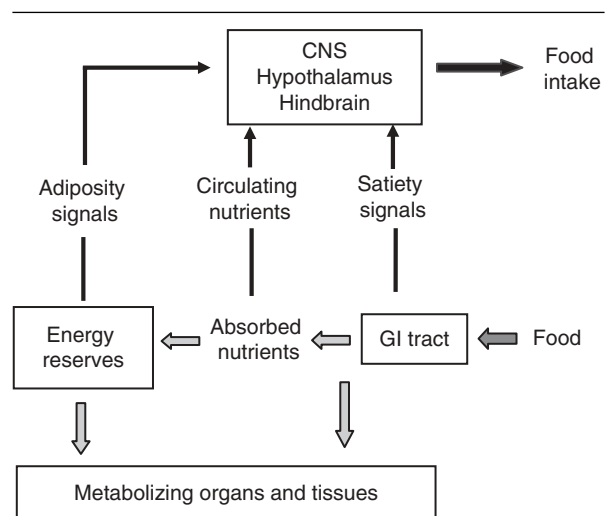 CNS
Hypothalamus
Hindbrain
Food
intake
Adiposity
signals
Circulating
nutrients
Satiety
signals
Energy
reserves
Absorbed
nutrients
GI tract
Food
Metabolizing organs and tissues